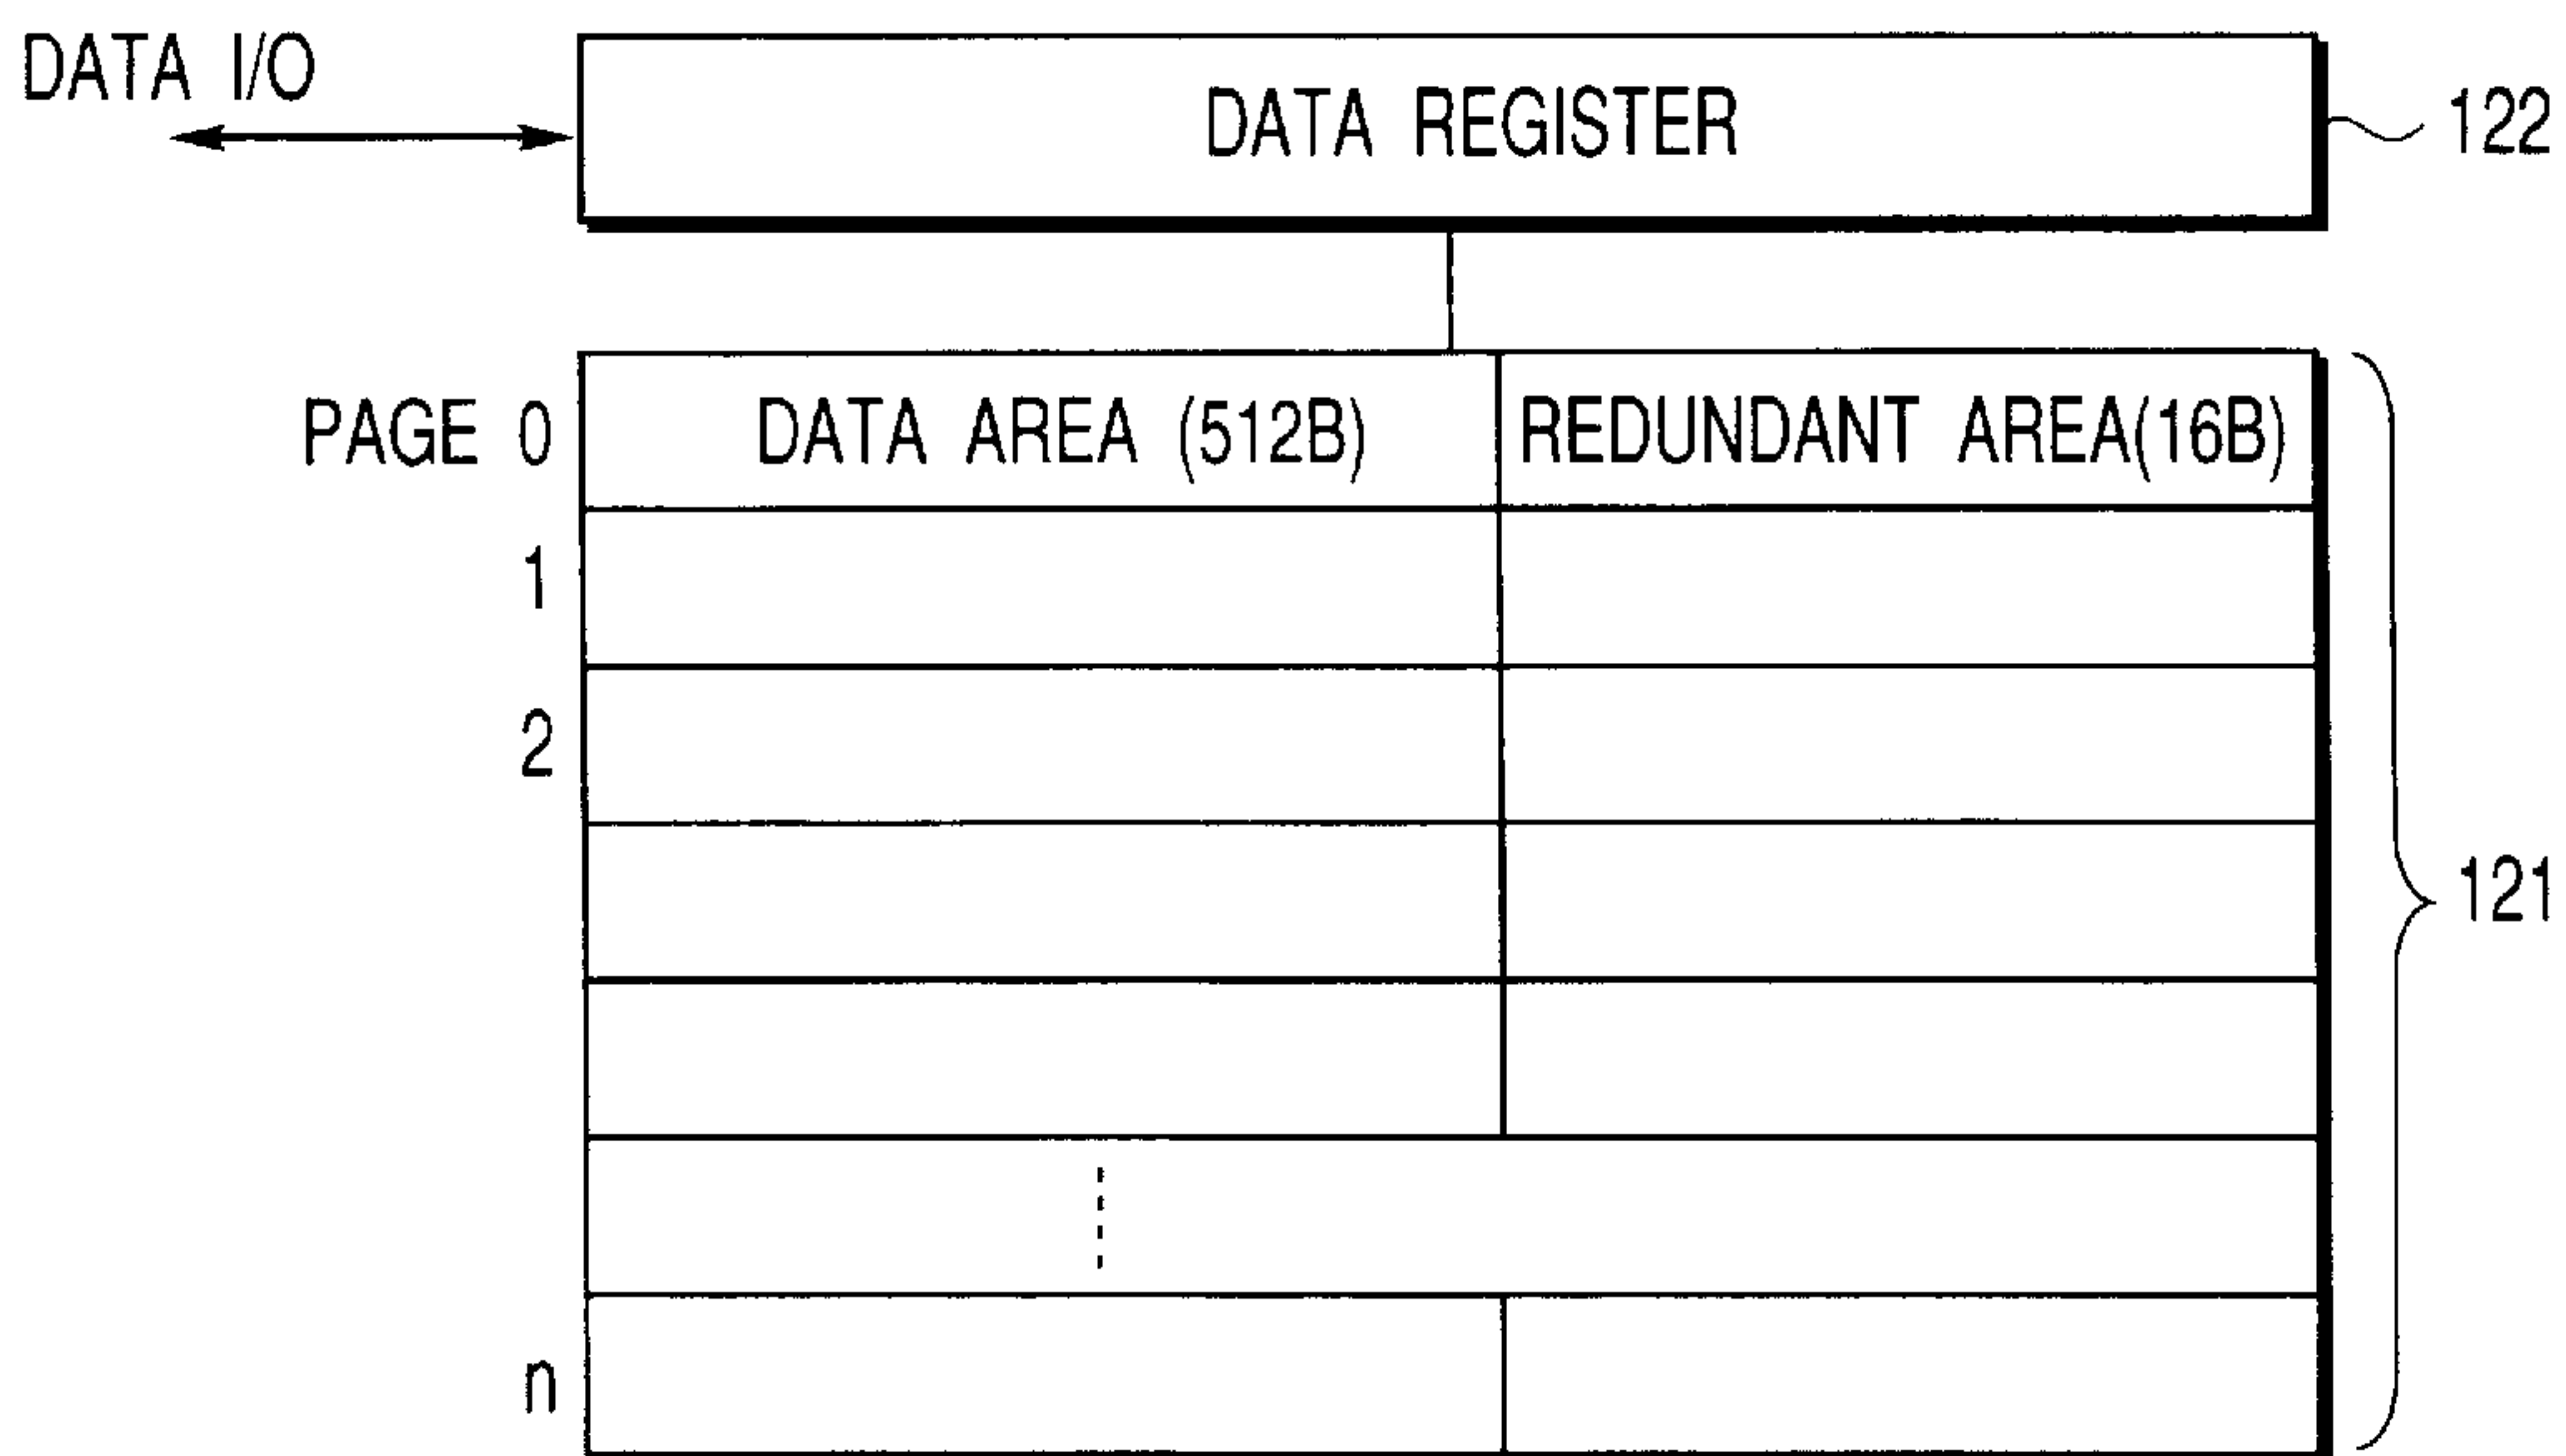 DATA I/O
DATA REGISTER
122
PAGE 0
DATA AREA (512B)
REDUNDANT AREA(16B)
1
2
121
n